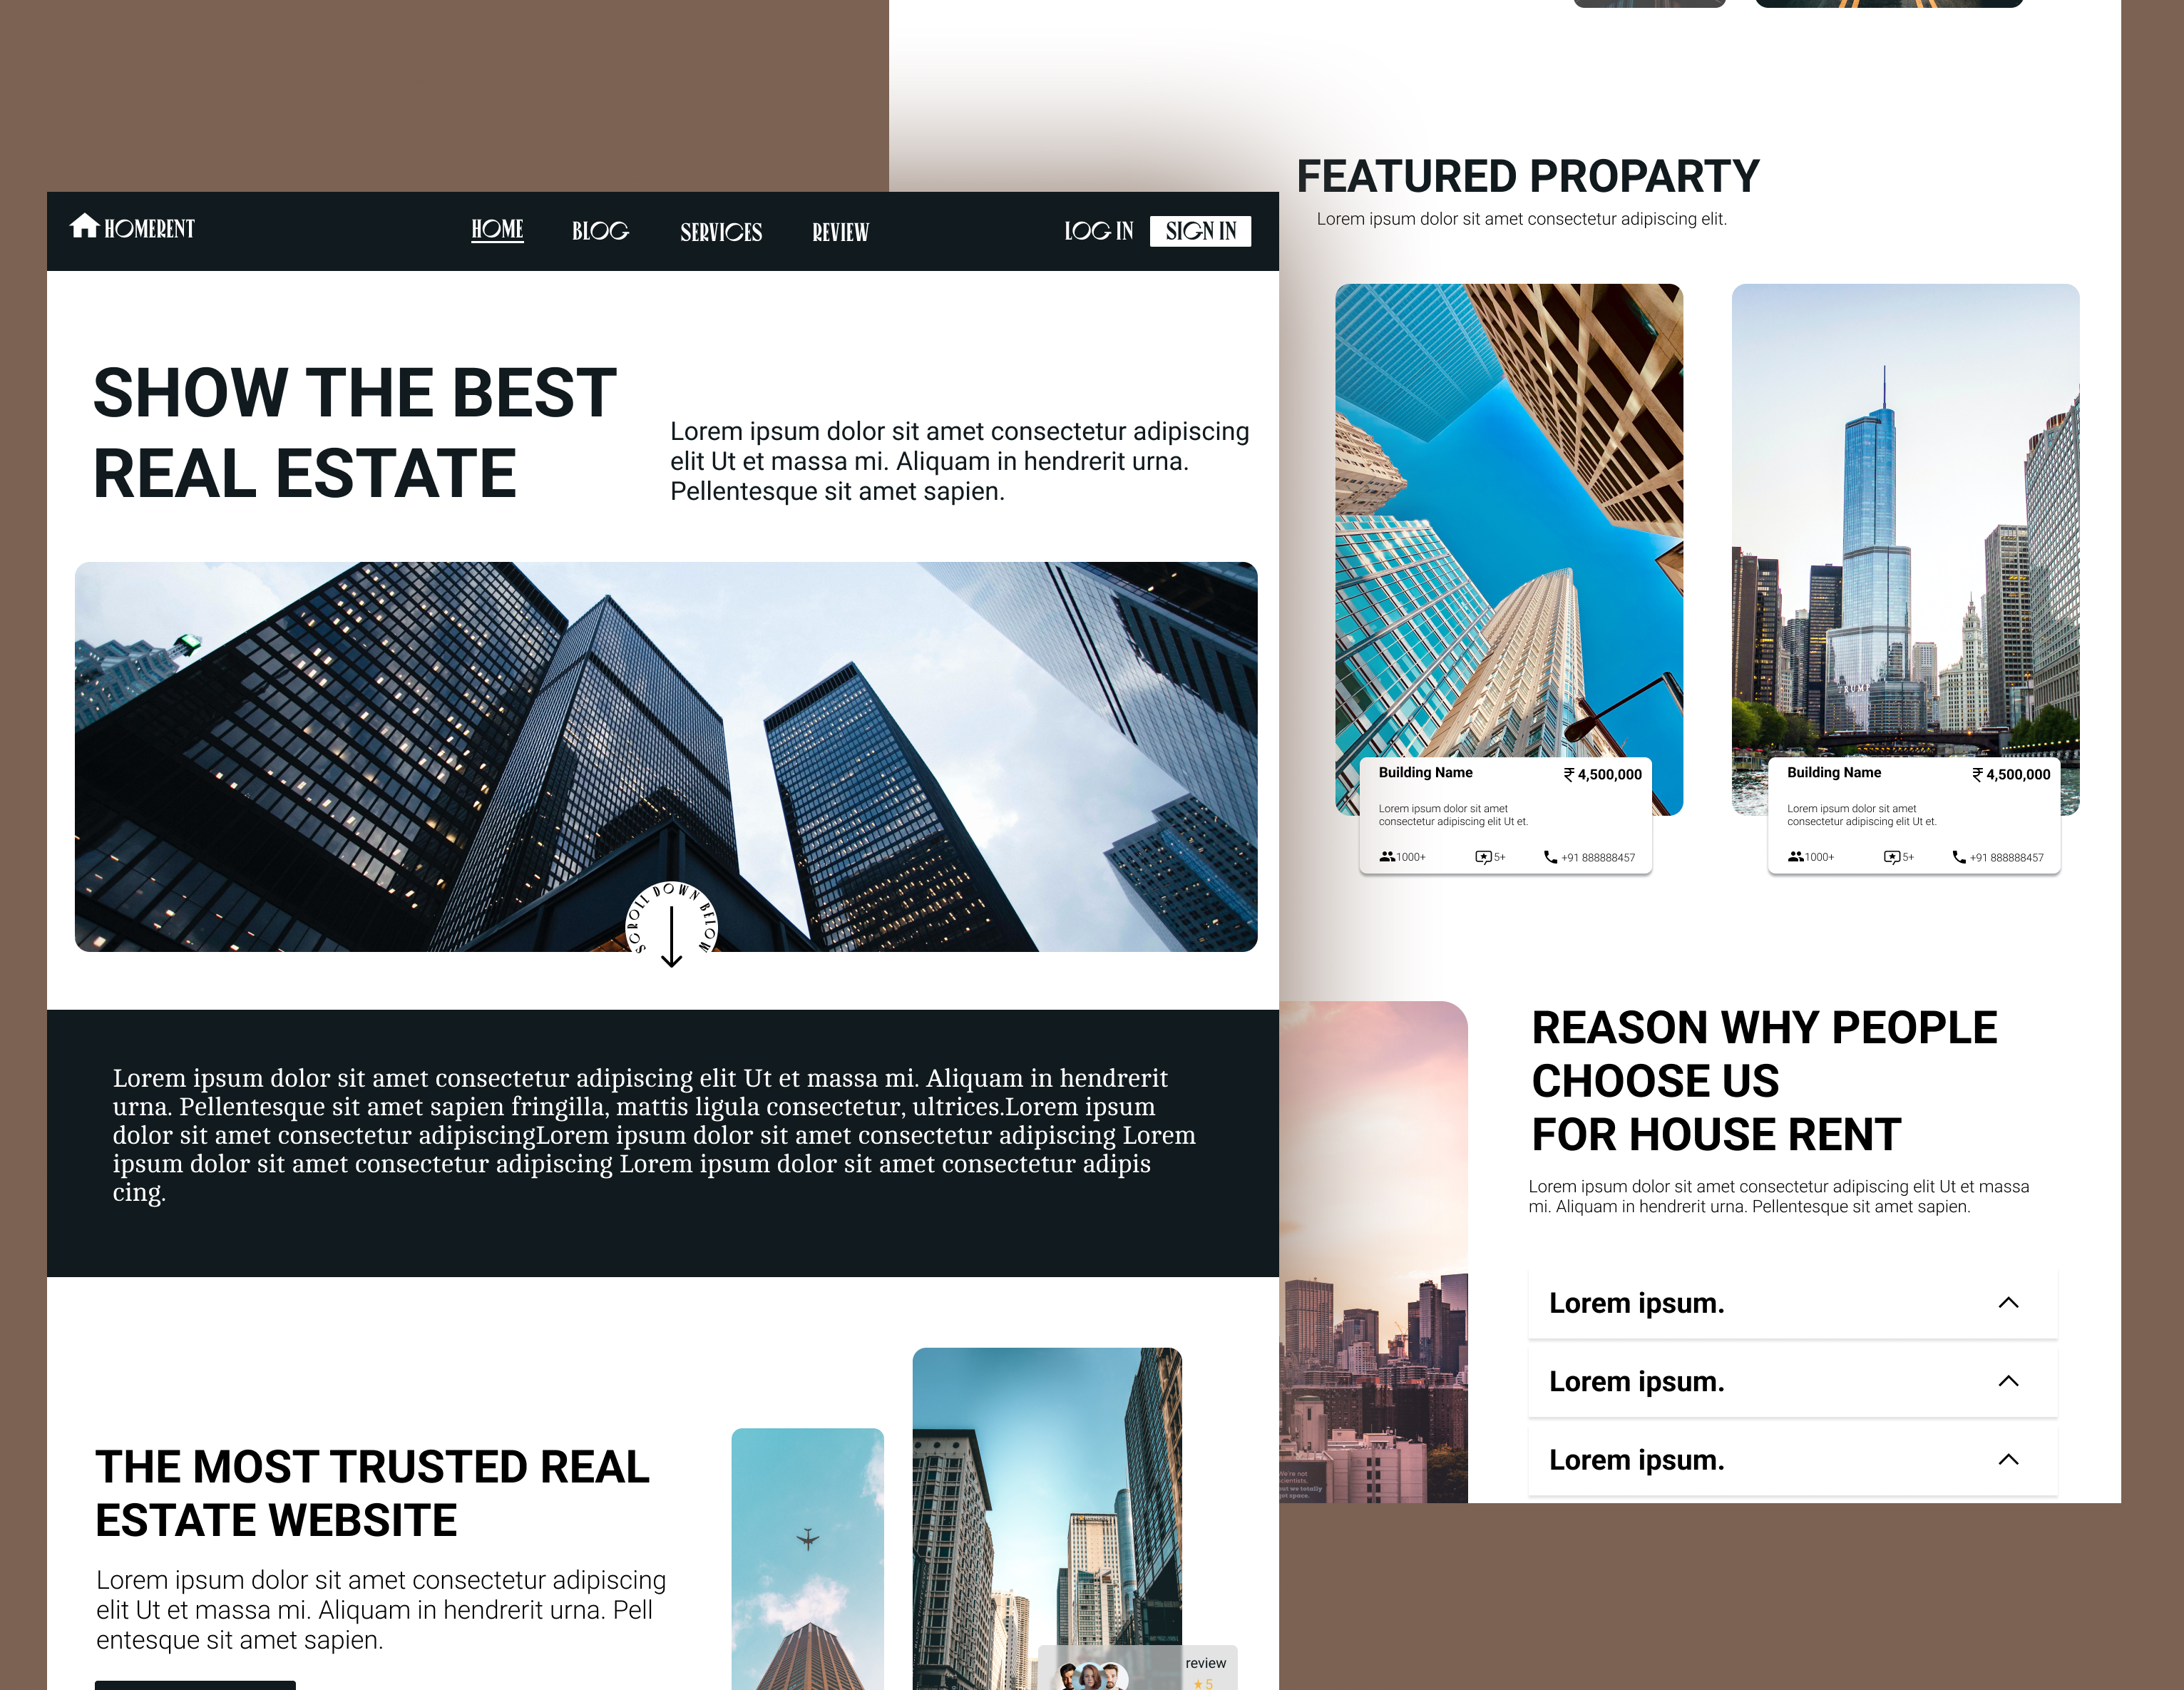 HOMERENT
HOME
BLOG
SERVICES
REVIEW
LOG IN
SIGN IN
SHOW THE BEST
REAL ESTATE
Lorem ipsum dolor sit amet consectetur adipiscing
elit Ut et massa mi. Aliquam in hendrerit urna.
Pellentesque sit amet sapien.
SCROLL DOWN BELOW
Lorem ipsum dolor sit amet consectetur adipiscing elit Ut et massa mi. Aliquam in hendrerit
urna. Pellentesque sit amet sapien fringilla, mattis ligula consectetur, ultrices.Lorem ipsum
dolor sit amet consectetur adipiscingLorem ipsum dolor sit amet consectetur adipiscing Lorem
ipsum dolor sit amet consectetur adipiscing Lorem ipsum dolor sit amet consectetur adipis
cing.
THE MOST TRUSTED REAL
ESTATE WEBSITE
Lorem ipsum dolor sit amet consectetur adipiscing
elit Ut et massa mi. Aliquam in hendrerit urna. Pell
entesque sit amet sapien.
review
★5
FEATURED PROPARTY
Lorem ipsum dolor sit amet consectetur adipiscing elit.
Building Name
₹ 4,500,000
Lorem ipsum dolor sit amet
consectetur adipiscing elit Ut et.
1000+
5+
+91 888888457
TRUMP
Building Name
₹ 4,500,000
Lorem ipsum dolor sit amet
consectetur adipiscing elit Ut et.
1000+
5+
+91 888888457
REASON WHY PEOPLE
CHOOSE US
FOR HOUSE RENT
Lorem ipsum dolor sit amet consectetur adipiscing elit Ut et massa
mi. Aliquam in hendrerit urna. Pellentesque sit amet sapien.
Lorem ipsum.
Lorem ipsum.
Lorem ipsum.
We're not
but we totally
get space.